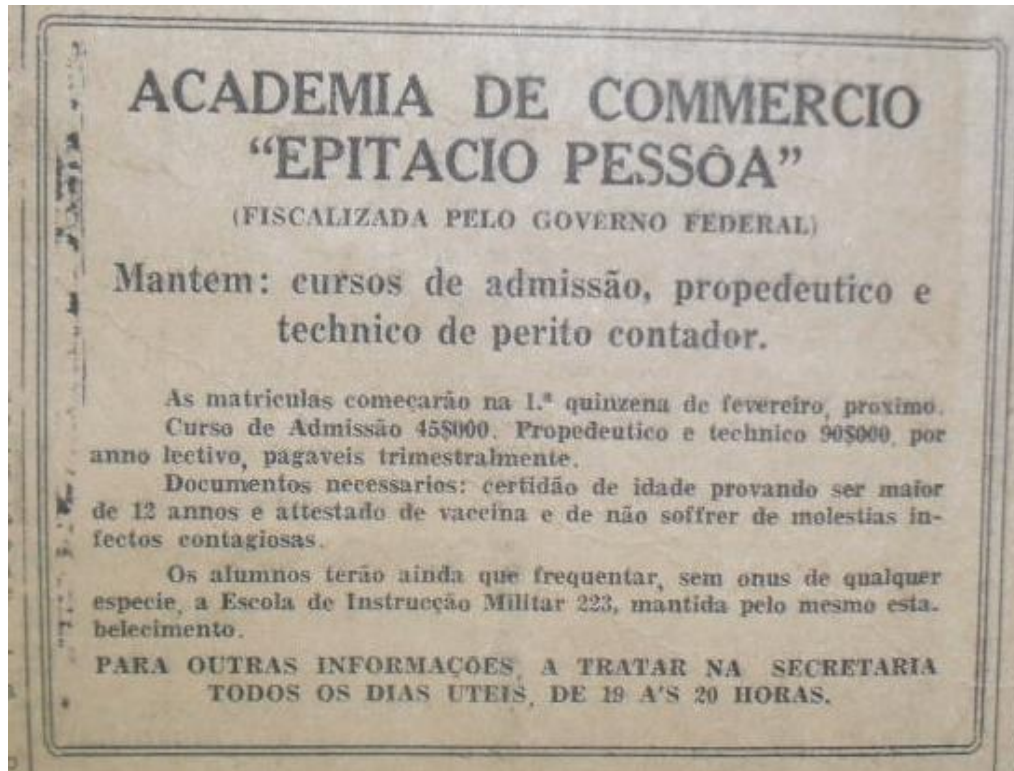 ACADEMIA DE COMMERCIO
“EPITACIO PESSÔA”
(FISCALIZADA PELO GOVERNO FEDERAL)
Mantem: cursos de admissão, propedeutico e
technico de perito contador.
As matriculas começarão na 1.ª quinzena de fevereiro, proximo.
Curso de Admissão 45$000. Propedeutico e technico 90$000, por
anno lectivo, pagaveis trimestralmente.
Documentos necessarios: certidão de idade provando ser maior
de 12 annos e attestado de vaccina e de não soffrer de molestias in-
fectos contagiosas.
Os alumnos terão ainda que frequentar, sem onus de qualquer
especie, a Escola de Instrucção Militar 223, mantida pelo mesmo esta-
belecimento.
PARA OUTRAS INFORMAÇÕES, A TRATAR NA SECRETARIA
TODOS OS DIAS UTEIS, DE 19 A'S 20 HORAS.